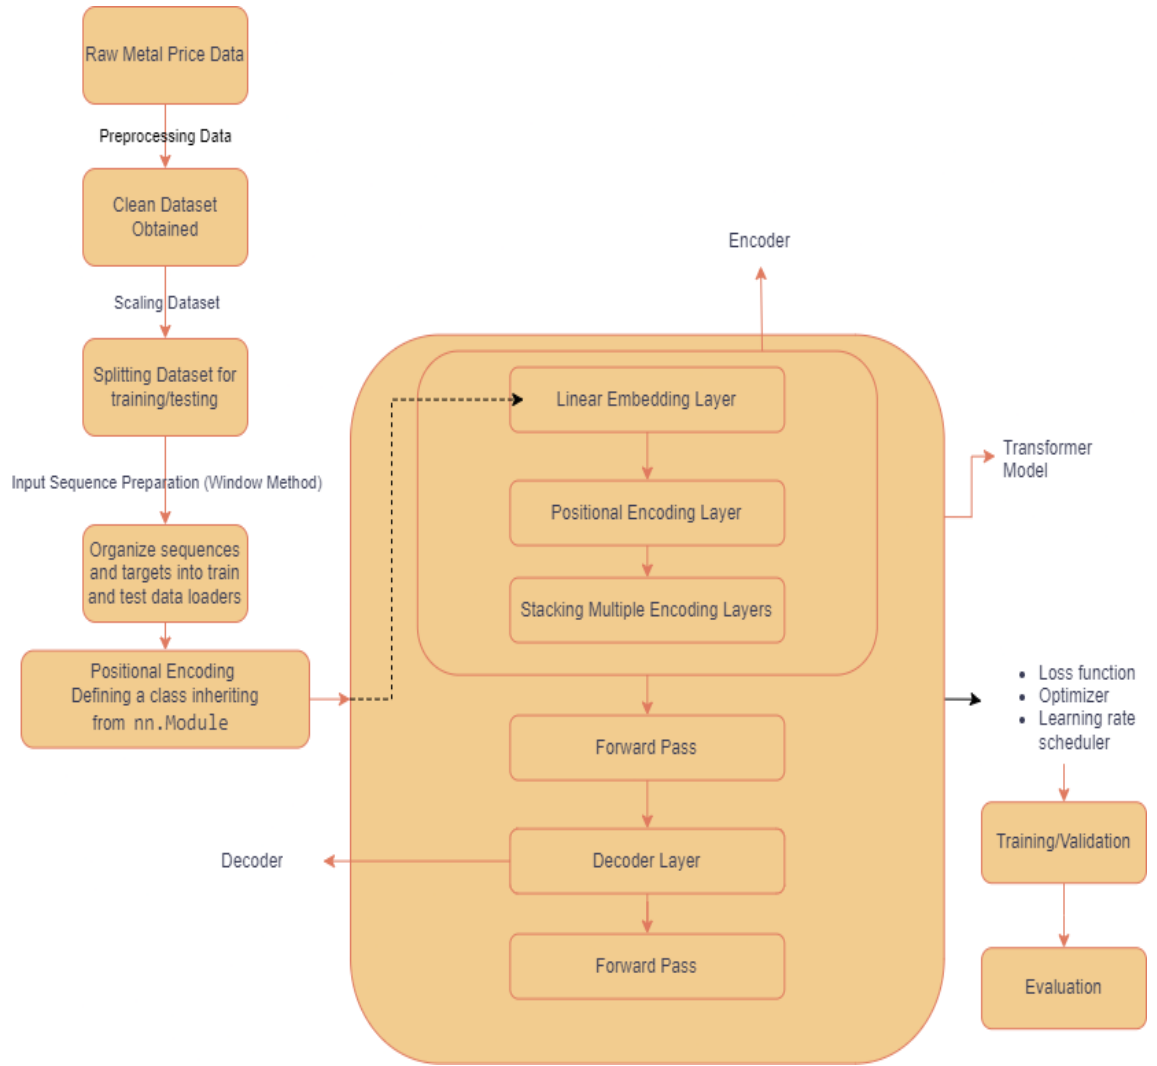 Raw Metal Price Data
Preprocessing Data
Clean Dataset
Obtained
Scaling Dataset
Splitting Dataset for
training/testing
Input Sequence Preparation (Window Method)
Organize sequences
and targets into train
and test data loaders
Positional Encoding
Defining a class inheriting
from nn.Module
Encoder
Linear Embedding Layer
Positional Encoding Layer
Stacking Multiple Encoding Layers
Forward Pass
Decoder Layer
Decoder
Forward Pass
Transformer
Model
• Loss function
• Optimizer
• Learning rate
scheduler
Training/Validation
Evaluation